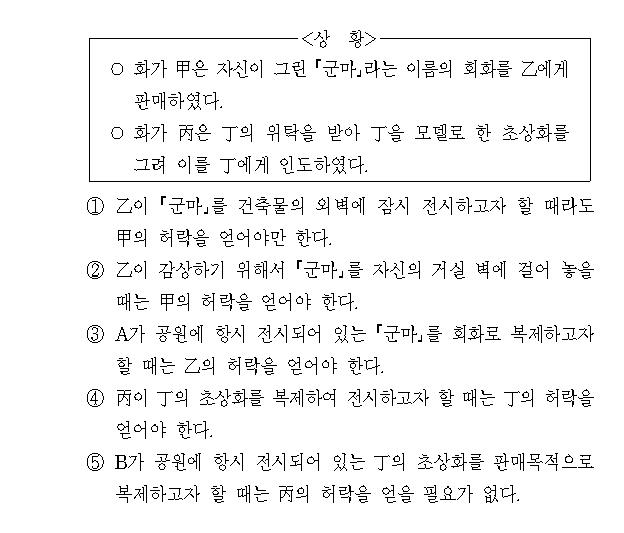 <상 황>
○ 화가 甲은 자신이 그린 「군마」라는 이름의 회화를 乙에게
판매하였다.
○ 화가 丙은 丁의 위탁을 받아 丁을 모델로 한 초상화를
그려 이를 丁에게 인도하였다.
① 乙이 「군마」를 건축물의 외벽에 잠시 전시하고자 할 때라도
甲의 허락을 얻어야만 한다.
② 乙이 감상하기 위해서 「군마」를 자신의 거실 벽에 걸어 놓을
때는 甲의 허락을 얻어야 한다.
③ A가 공원에 항시 전시되어 있는 「군마」를 회화로 복제하고자
할 때는 乙의 허락을 얻어야 한다.
④ 丙이 丁의 초상화를 복제하여 전시하고자 할 때는 丁의 허락을
얻어야 한다.
⑤ B가 공원에 항시 전시되어 있는 丁의 초상화를 판매목적으로
복제하고자 할 때는 丙의 허락을 얻을 필요가 없다.